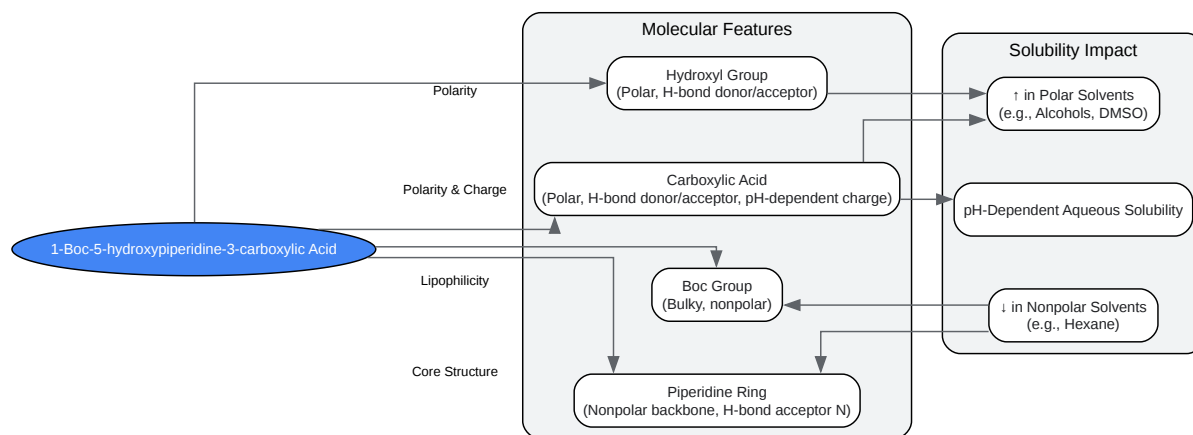 Molecular Features
Solubility Impact
Hydroxyl Group
(Polar, H-bond donor/acceptor)
Polarity
↑ in Polar Solvents
(e.g., Alcohols, DMSO)
Carboxylic Acid
(Polar, H-bond donor/acceptor, pH-dependent charge)
Polarity & Charge
pH-Dependent Aqueous Solubility
1-Boc-5-hydroxypiperidine-3-carboxylic Acid
Lipophilicity
Boc Group
(Bulky, nonpolar)
↓ in Nonpolar Solvents
(e.g., Hexane)
Core Structure
Piperidine Ring
(Nonpolar backbone, H-bond acceptor N)